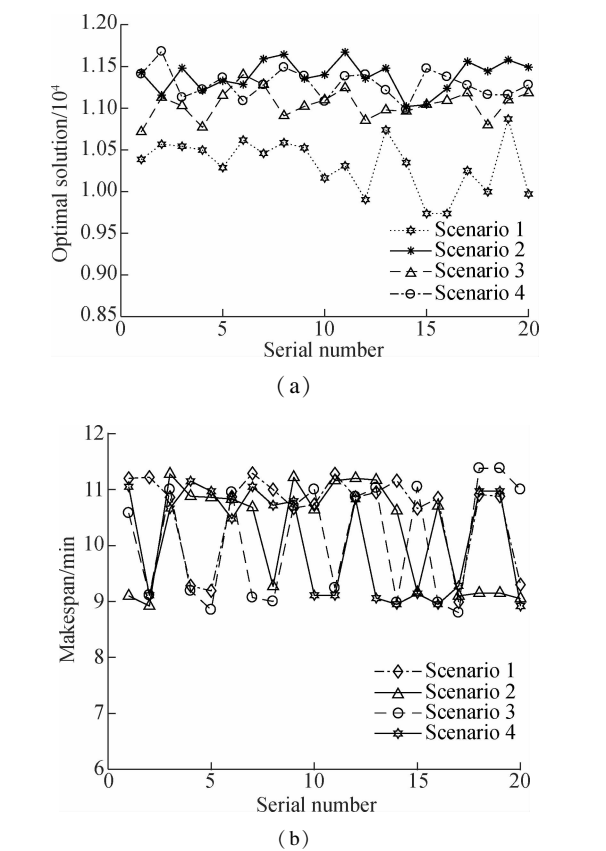 1.20
1.15
1.10
1.05
1.00
0.95
0.90
0.85
Optimal solution/10⁴
0 5 10 15 20
Serial number
Scenario 1
Scenario 2
Scenario 3
Scenario 4
(a)
12
11
10
9
8
7
6
Makespan/min
0 5 10 15 20
Serial number
Scenario 1
Scenario 2
Scenario 3
Scenario 4
(b)